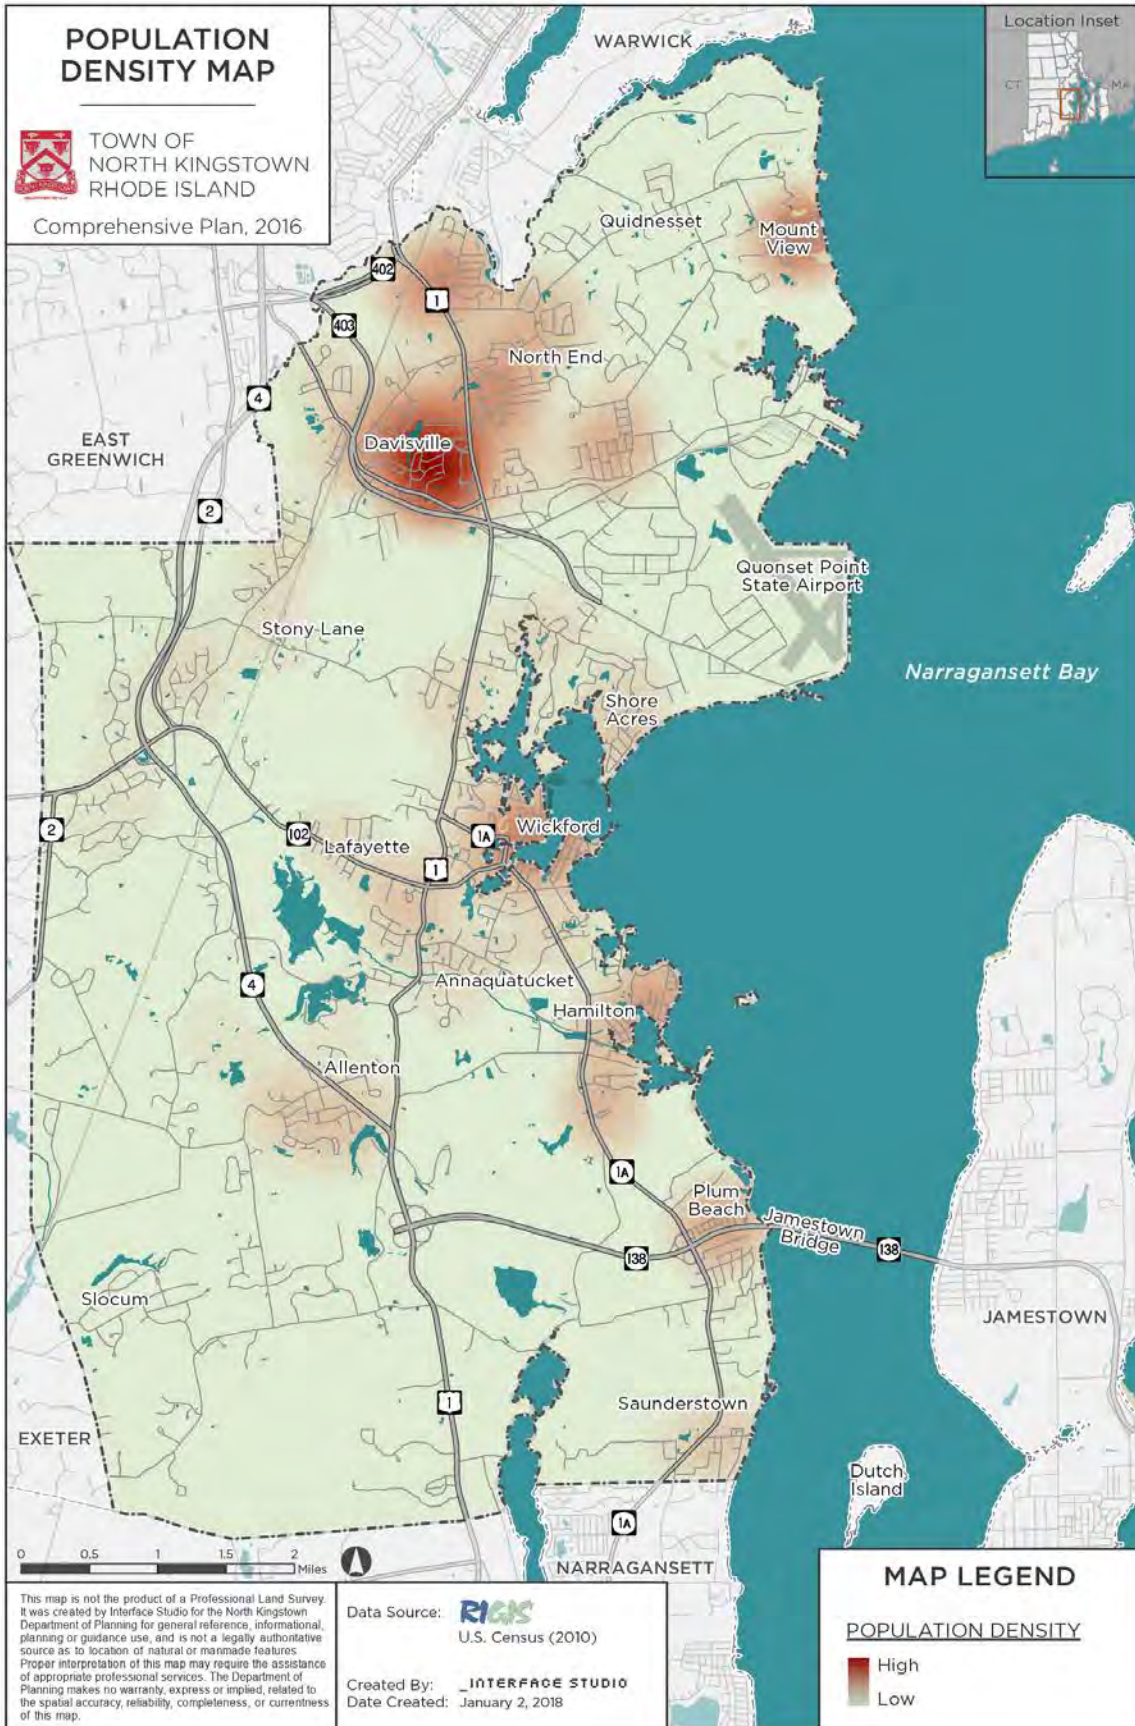 POPULATION
DENSITY MAP
TOWN OF
NORTH KINGSTOWN
RHODE ISLAND
Comprehensive Plan, 2016
Location Inset
CT
MA
WARWICK
Quidnesset
Mount
View
402
1
403
North End
4
EAST
GREENWICH
Davisville
2
Quonset Point
State Airport
Stony Lane
Narragansett Bay
Shore
Acres
2
102
Lafayette
1A
Wickford
1
4
Annaquatucket
Hamilton
Allenton
1A
Plum
Beach
Jamestown
Bridge
138
138
Slocum
JAMESTOWN
1
Saunderstown
EXETER
Dutch
Island
1A
NARRAGANSETT
0 0.5 1 1.5 2
Miles
This map is not the product of a Professional Land Survey.
It was created by Interface Studio for the North Kingstown
Department of Planning for general reference, informational,
planning or guidance use, and is not a legally authoritative
source as to location of natural or manmade features.
Proper interpretation of this map may require the assistance
of appropriate professional services. The Department of
Planning makes no warranty, express or implied, related to
the spatial accuracy, reliability, completeness, or currentness
of this map.
Data Source: RIGIS
U.S. Census (2010)
Created By: _INTERFACE STUDIO
Date Created: January 2, 2018
MAP LEGEND
POPULATION DENSITY
High
Low